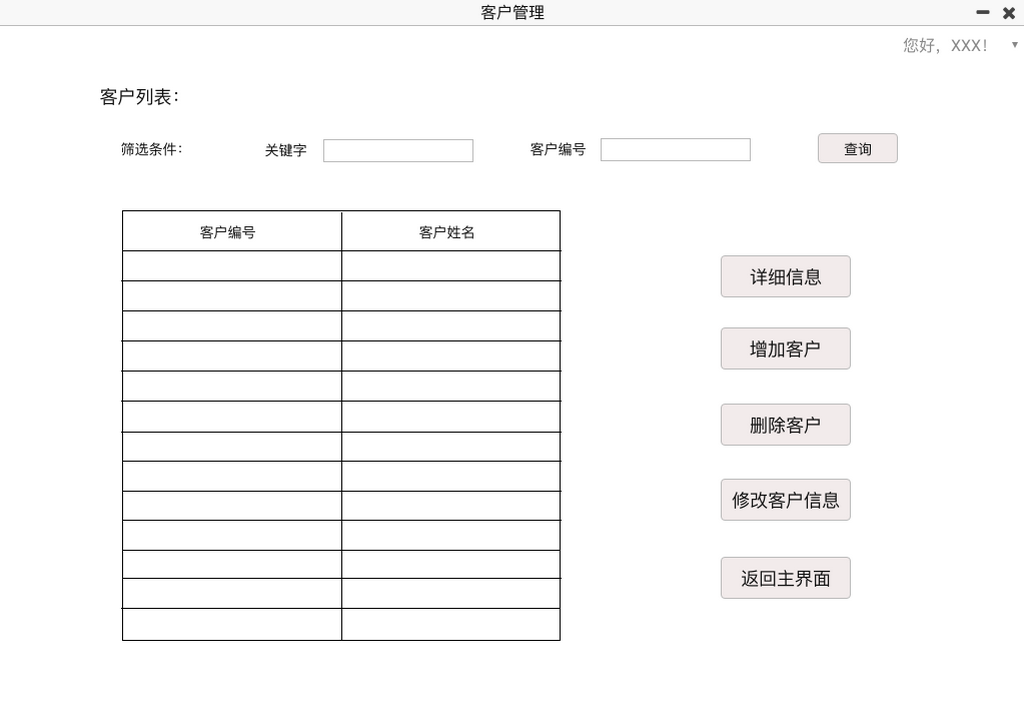 客户管理
您好，XXX！
客户列表：
筛选条件： 关键字 客户编号 查询
客户编号 客户姓名
详细信息
增加客户
删除客户
修改客户信息
返回主界面